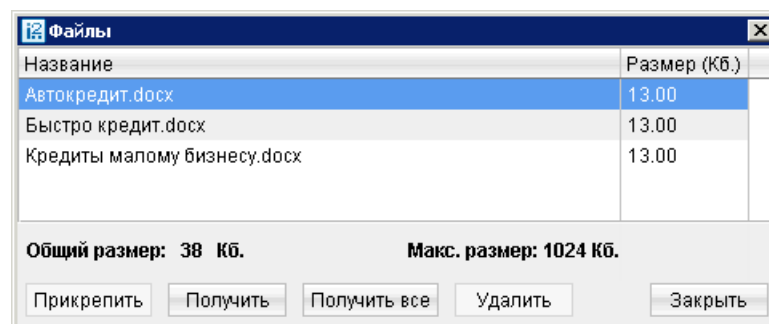 Файлы
Название Размер (Кб.)
Автокредит.docx 13.00
Быстро кредит.docx 13.00
Кредиты малому бизнесу.docx 13.00
Общий размер: 38 Кб. Макс. размер: 1024 Кб.
Прикрепить Получить Получить все Удалить Закрыть